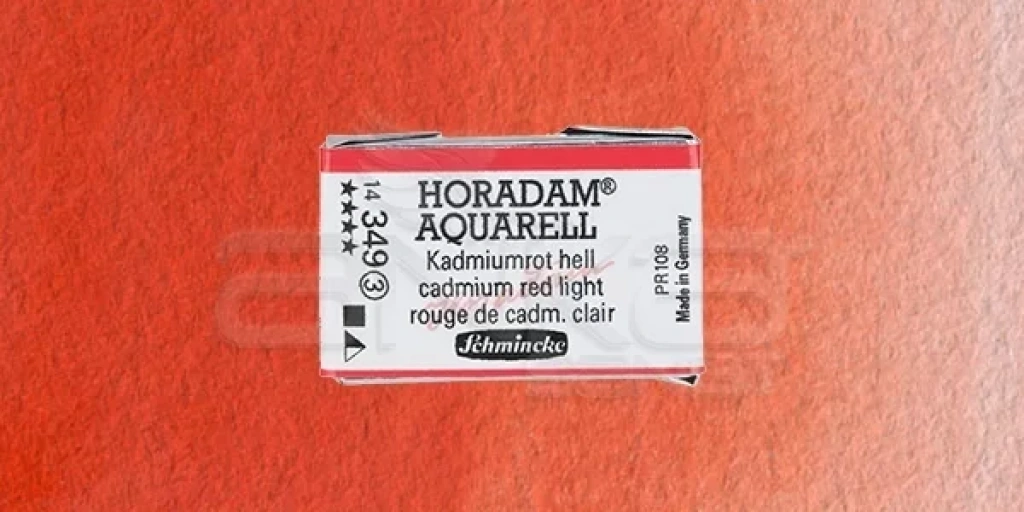 HORADAM®
AQUARELL
Kadmiumrot hell
cadmium red light
rouge de cadm. clair
Schmincke
14 349 3
★★★★
PR108
Made in Germany